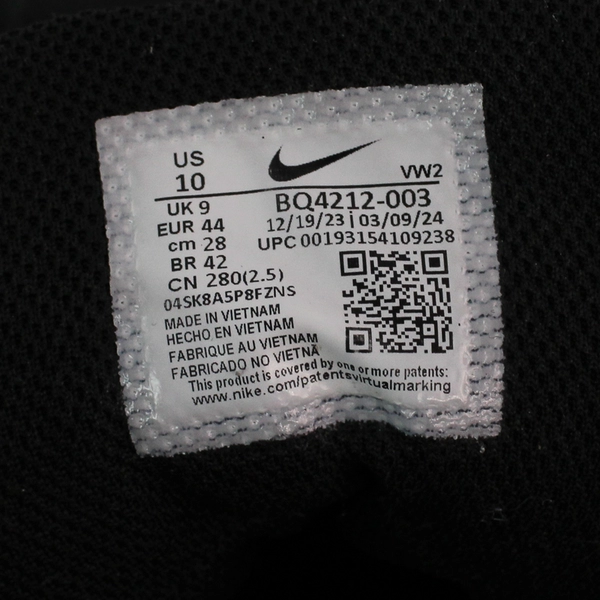 US
10
VW2
UK 9
BQ4212-003
EUR 44
12/19/23 | 03/09/24
cm 28
UPC 00193154109238
BR 42
CN 280(2.5)
04SK8A5P8FZNS
MADE IN VIETNAM
HECHO EN VIETNAM
FABRIQUE AU VIETNAM
FABRICADO NO VIETNÃ
This product is covered by one or more patents:
www.nike.com/patentsvirtualmarking